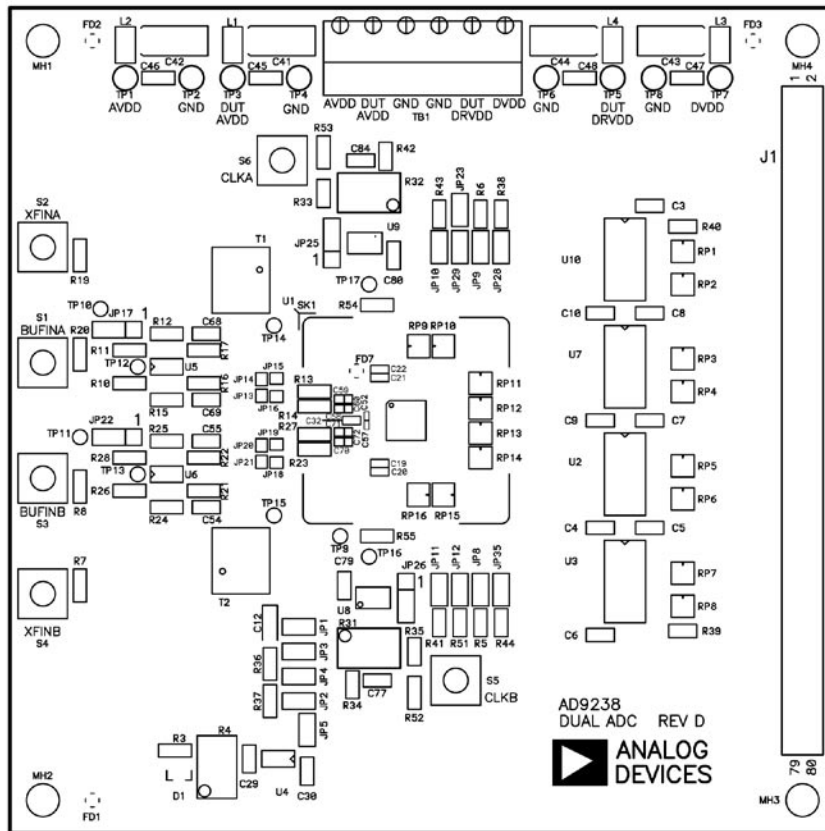 FD2 L2 C42 L1 C41 C44 L4 C43 L3 FD3
MH1 C46 C45 C48 C47 MH4
TP1 TP2 TP3 TP4 TP6 TP5 TP8 TP7
AVDD GND DUT AVDD GND GND DUT DRVDD GND DVDD
AVDD DUT AVDD GND GND DUT DRVDD DVDD
TB1
1 2
J1
S6
CLKA
R53 C84 R42
R33 R32
U9
JP25
1
C80
R43 JP23 R6 R38
JP10 JP29 JP9 JP28
C3
R40
U10 RP1
RP2
S2
XFINA
R19
T1
TP17
R54
U1 SK1
C10 C8
S1
BUFINA
TP10 JP17 1
R20 R12 C68
R11 R17
TP12 U5
R10 R16
R15 C69
TP14
RP9 RP10
FD7
C22
C21
U7 RP3
RP4
JP14 JP15
JP13 JP16
R13
R14
C59
C52
C32
C57
R27
C72
C78
R23
RP11
RP12
RP13
RP14
C9 C7
JP22 1
TP11 R25 C55
R28 R22
TP13 U6
R26 R21
R24 C54
JP20 JP19
JP21 JP18
C19
C20
U2 RP5
RP6
BUFINB
S3
R8
TP15
RP16 RP15
C4 C5
T2
TP9 R55
TP16
C79
JP26
1
U8
JP11 JP12 JP8 JP35
R41 R51 R5 R44
U3 RP7
RP8
C6 R39
R7
XFINB
S4
C12 JP1
R36 JP3
JP4
R37 JP2
JP5
R31 R35
R34 C77 R52
S5
CLKB
R3 R4
D1
C29 U4 C30
AD9238
DUAL ADC REV D
ANALOG
DEVICES
79 80
MH2
FD1
MH3